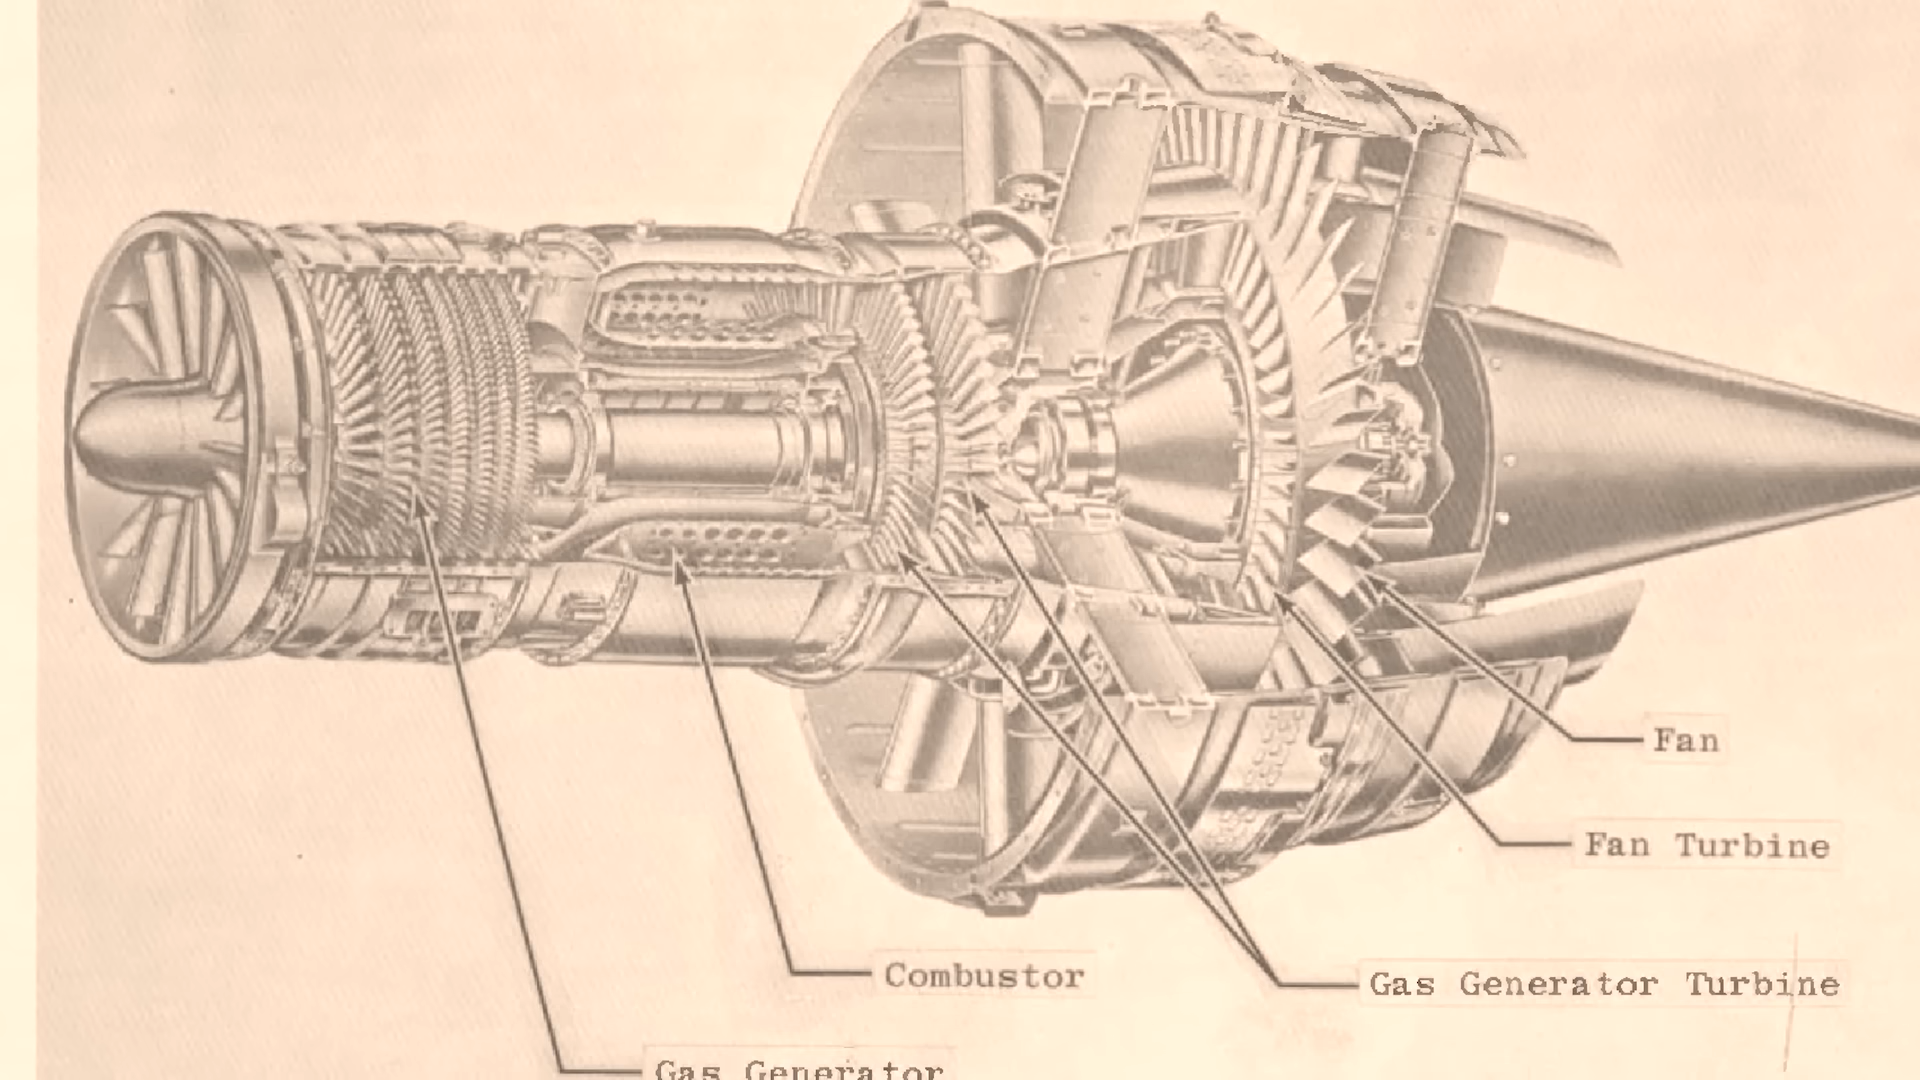 Fan
Fan Turbine
Combustor
Gas Generator Turbine
Gas Generator